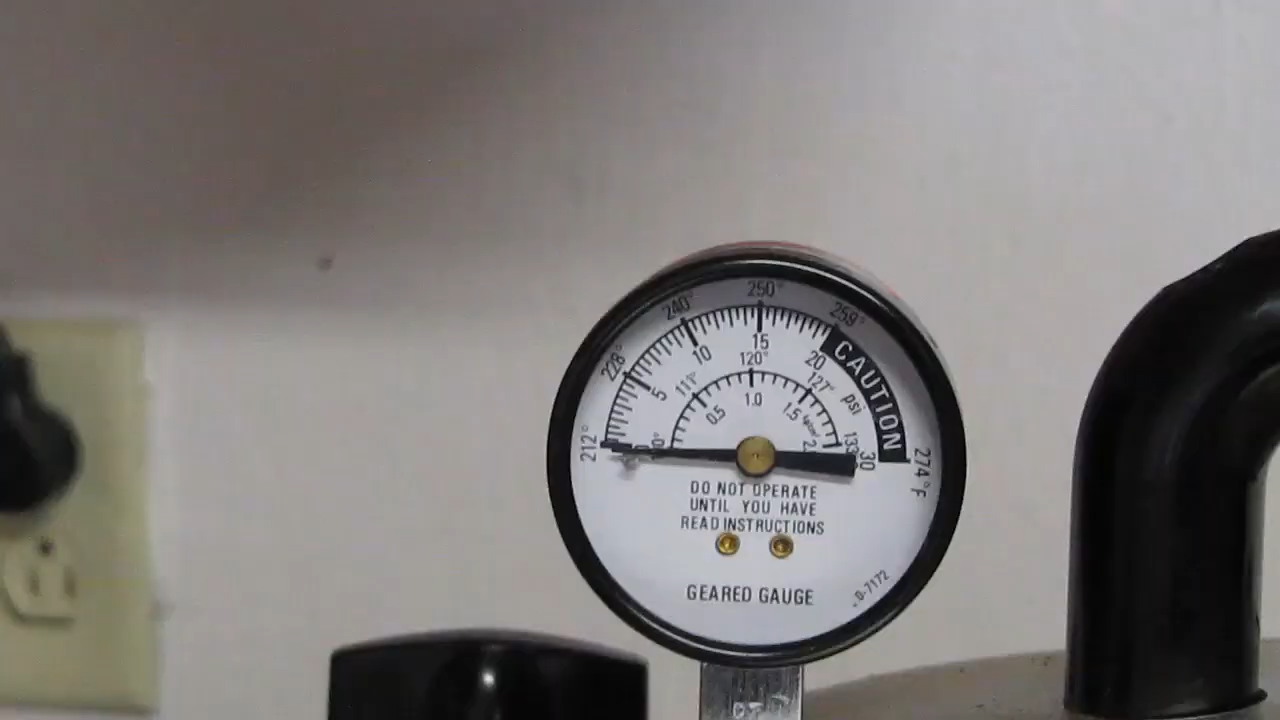 212° 228° 240° 250° 259° 274°F
5 10 15 20 30
psi
CAUTION
111° 120° 127°
0.5 1.0 1.5
DO NOT OPERATE
UNTIL YOU HAVE
READ INSTRUCTIONS
GEARED GAUGE
D-7172